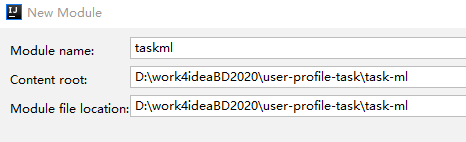 IJ New Module
Module name: taskml
Content root: D:\work4ideaBD2020\user-profile-task\task-ml
Module file location: D:\work4ideaBD2020\user-profile-task\task-ml